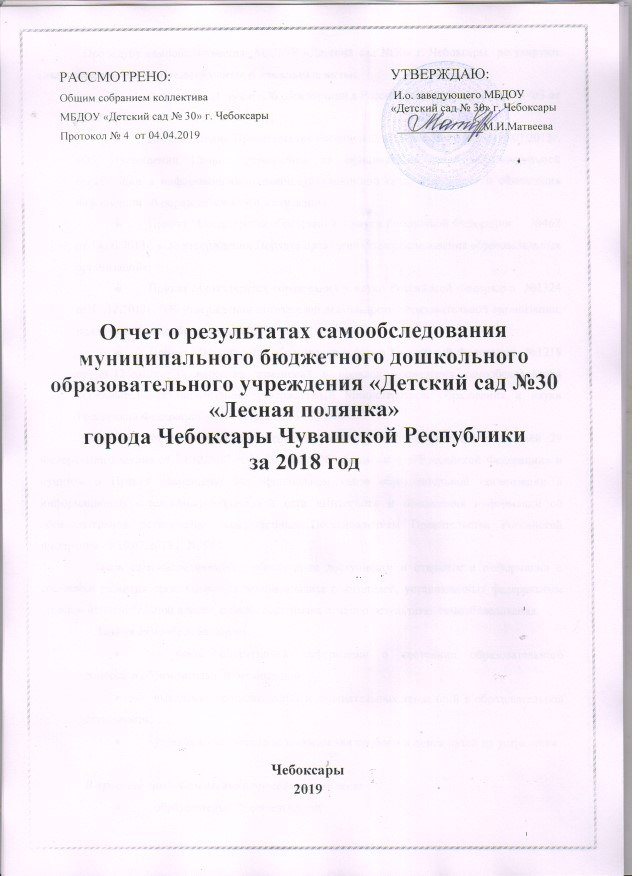 РАССМОТРЕНО:
Общим собранием коллектива
МБДОУ «Детский сад № 30» г. Чебоксары
Протокол № 4 от 04.04.2019
УТВЕРЖДАЮ:
И.о. заведующего МБДОУ
«Детский сад № 30» г. Чебоксары
М.И.Матвеева
Отчет о результатах самообследования
муниципального бюджетного дошкольного
образовательного учреждения «Детский сад №30
«Лесная полянка»
города Чебоксары Чувашской Республики
за 2018 год
Чебоксары
2019